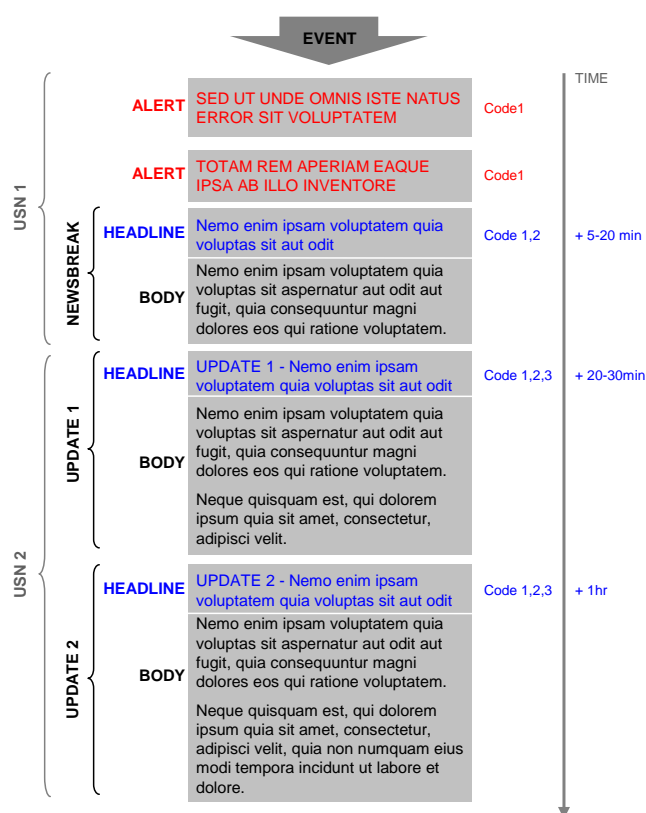 EVENT
TIME
USN 1
ALERT
SED UT UNDE OMNIS ISTE NATUS
ERROR SIT VOLUPTATEM
Code1
ALERT
TOTAM REM APERIAM EAQUE
IPSA AB ILLO INVENTORE
Code1
NEWSBREAK
HEADLINE
Nemo enim ipsam voluptatem quia
voluptas sit aut odit
Code 1,2
+ 5-20 min
BODY
Nemo enim ipsam voluptatem quia
voluptas sit aspernatur aut odit aut
fugit, quia consequuntur magni
dolores eos qui ratione voluptatem.
USN 2
UPDATE 1
HEADLINE
UPDATE 1 - Nemo enim ipsam
voluptatem quia voluptas sit aut odit
Code 1,2,3
+ 20-30min
BODY
Nemo enim ipsam voluptatem quia
voluptas sit aspernatur aut odit aut
fugit, quia consequuntur magni
dolores eos qui ratione voluptatem.
Neque quisquam est, qui dolorem
ipsum quia sit amet, consectetur,
adipisci velit.
UPDATE 2
HEADLINE
UPDATE 2 - Nemo enim ipsam
voluptatem quia voluptas sit aut odit
Code 1,2,3
+ 1hr
BODY
Nemo enim ipsam voluptatem quia
voluptas sit aspernatur aut odit aut
fugit, quia consequuntur magni
dolores eos qui ratione voluptatem.
Neque quisquam est, qui dolorem
ipsum quia sit amet, consectetur,
adipisci velit, quia non numquam eius
modi tempora incidunt ut labore et
dolore.